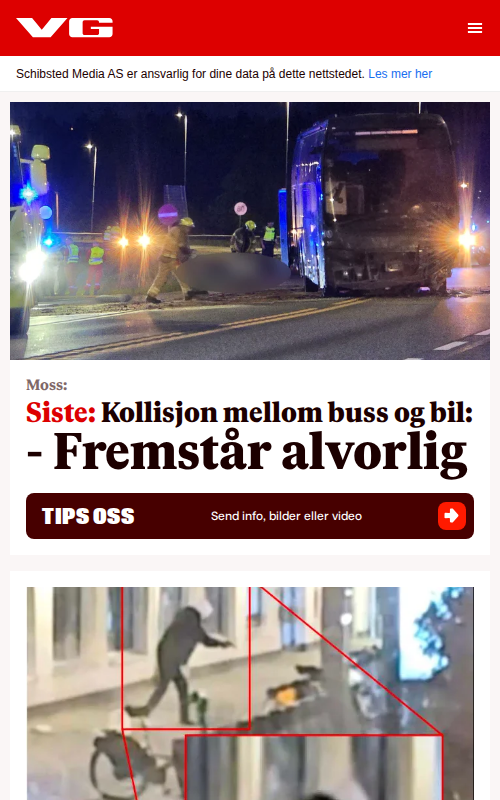 VG
Schibsted Media AS er ansvarlig for dine data på dette nettstedet. Les mer her
Moss:
Siste: Kollisjon mellom buss og bil:
- Fremstår alvorlig
TIPS OSS
Send info, bilder eller video